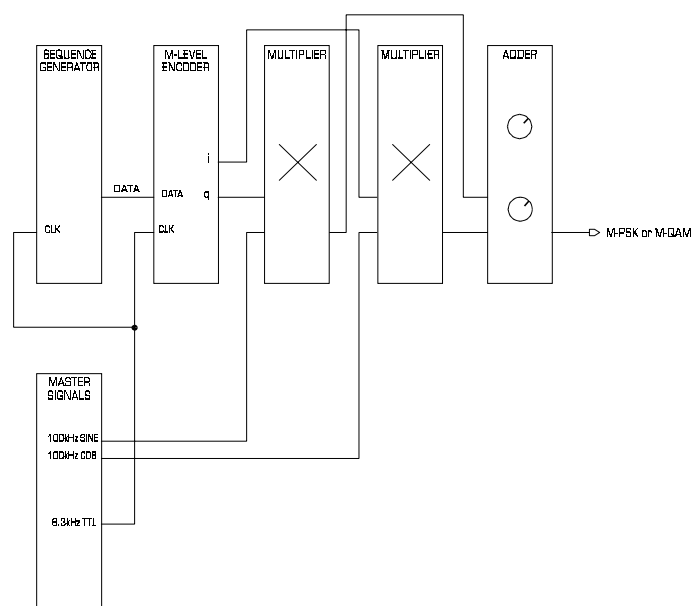 SEQUENCE
GENERATOR
M-LEVEL
ENCODER
MULTIPLIER
MULTIPLIER
ADDER
i
DATA
DATA
q
CLK
CLK
M-PSK or M-QAM
MASTER
SIGNALS
100kHz SINE
100kHz COS
8.3kHz TTL